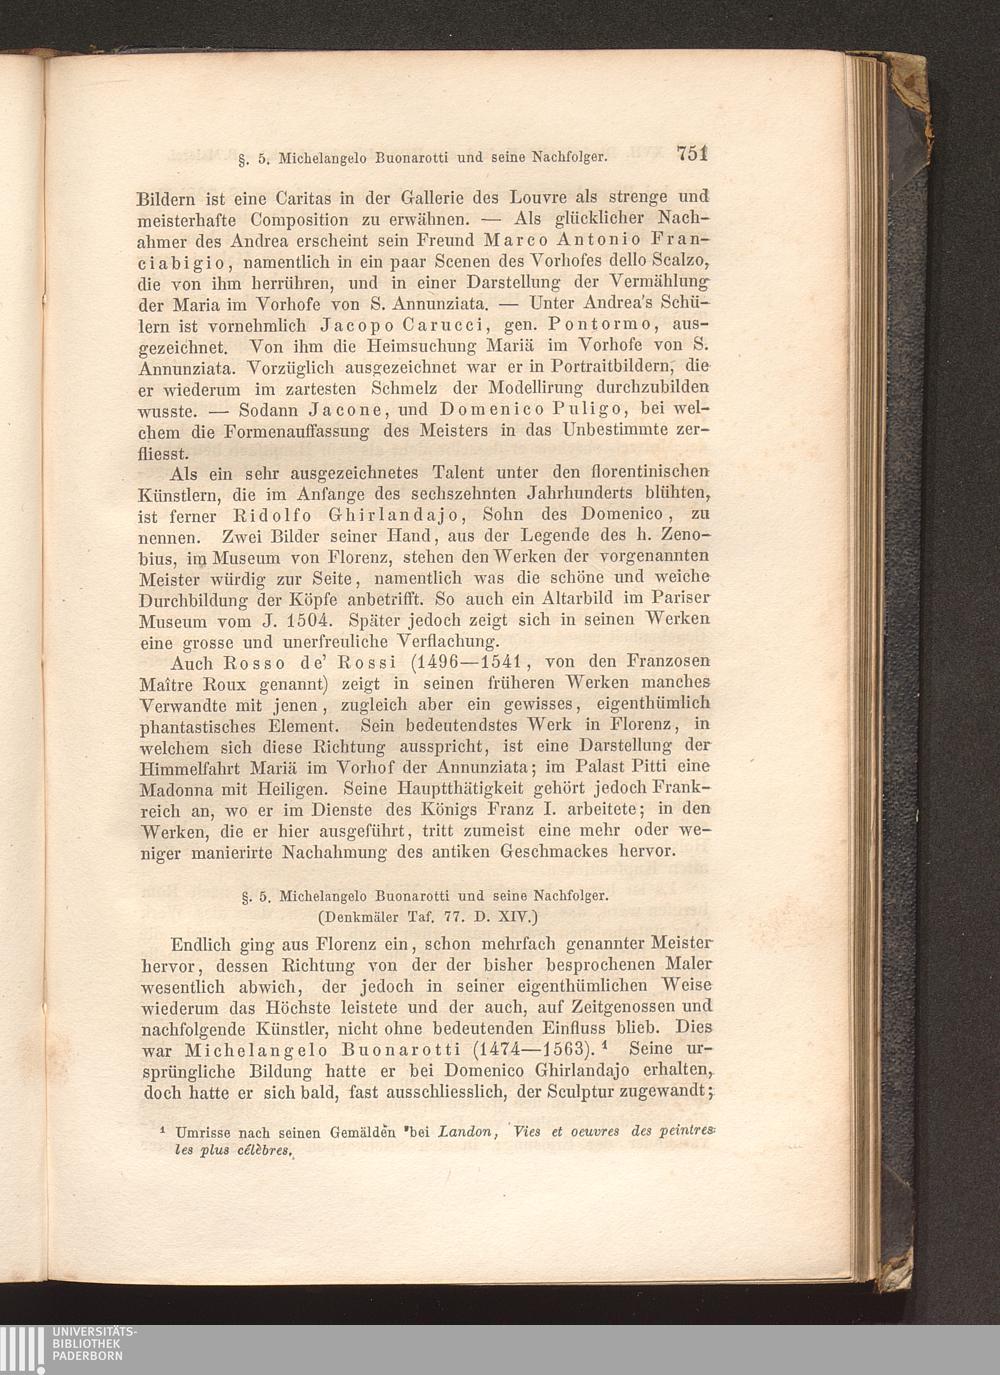 §. 5. Michelangelo Buonarotti und seine Nachfolger. 751
Bildern ist eine Caritas in der Gallerie des Louvre als strenge und
meisterhafte Composition zu erwähnen. — Als glücklicher Nach-
ahmer des Andrea erscheint sein Freund Marco Antonio Fran-
ciabigio, namentlich in ein paar Scenen des Vorhofes dello Scalzo,
die von ihm herrühren, und in einer Darstellung der Vermählung
der Maria im Vorhofe von S. Annunziata. — Unter Andrea's Schü-
lern ist vornehmlich Jacopo Carucci, gen. Pontormo, aus-
gezeichnet. Von ihm die Heimsuchung Mariä im Vorhofe von S.
Annunziata. Vorzüglich ausgezeichnet war er in Portraitbildern, die
er wiederum im zartesten Schmelz der Modellirung durchzubilden
wusste. — Sodann Jacone, und Domenico Puligo, bei wel-
chem die Formenauffassung des Meisters in das Unbestimmte zer-
fliesst.
Als ein sehr ausgezeichnetes Talent unter den florentinischen
Künstlern, die im Anfange des sechszehnten Jahrhunderts blühten,
ist ferner Ridolfo Ghirlandajo, Sohn des Domenico, zu
nennen. Zwei Bilder seiner Hand, aus der Legende des h. Zeno-
bius, im Museum von Florenz, stehen den Werken der vorgenannten
Meister würdig zur Seite, namentlich was die schöne und weiche
Durchbildung der Köpfe anbetrifft. So auch ein Altarbild im Pariser
Museum vom J. 1504. Später jedoch zeigt sich in seinen Werken
eine grosse und unerfreuliche Verflachung.
Auch Rosso de' Rossi (1496—1541, von den Franzosen
Maître Roux genannt) zeigt in seinen früheren Werken manches
Verwandte mit jenen, zugleich aber ein gewisses, eigenthümlich
phantastisches Element. Sein bedeutendstes Werk in Florenz, in
welchem sich diese Richtung ausspricht, ist eine Darstellung der
Himmelfahrt Mariä im Vorhof der Annunziata; im Palast Pitti eine
Madonna mit Heiligen. Seine Hauptthätigkeit gehört jedoch Frank-
reich an, wo er im Dienste des Königs Franz I. arbeitete; in den
Werken, die er hier ausgeführt, tritt zumeist eine mehr oder we-
niger manierirte Nachahmung des antiken Geschmackes hervor.
§. 5. Michelangelo Buonarotti und seine Nachfolger.
(Denkmäler Taf. 77. D. XIV.)
Endlich ging aus Florenz ein, schon mehrfach genannter Meister
hervor, dessen Richtung von der der bisher besprochenen Maler
wesentlich abwich, der jedoch in seiner eigenthümlichen Weise
wiederum das Höchste leistete und der auch, auf Zeitgenossen und
nachfolgende Künstler, nicht ohne bedeutenden Einfluss blieb. Dies
war Michelangelo Buonarotti (1474—1563). ¹ Seine ur-
sprüngliche Bildung hatte er bei Domenico Ghirlandajo erhalten,
doch hatte er sich bald, fast ausschliesslich, der Sculptur zugewandt;
¹ Umrisse nach seinen Gemälden bei Landon, Vies et oeuvres des peintres
les plus célèbres.
UNIVERSITÄTS-
BIBLIOTHEK
PADERBORN